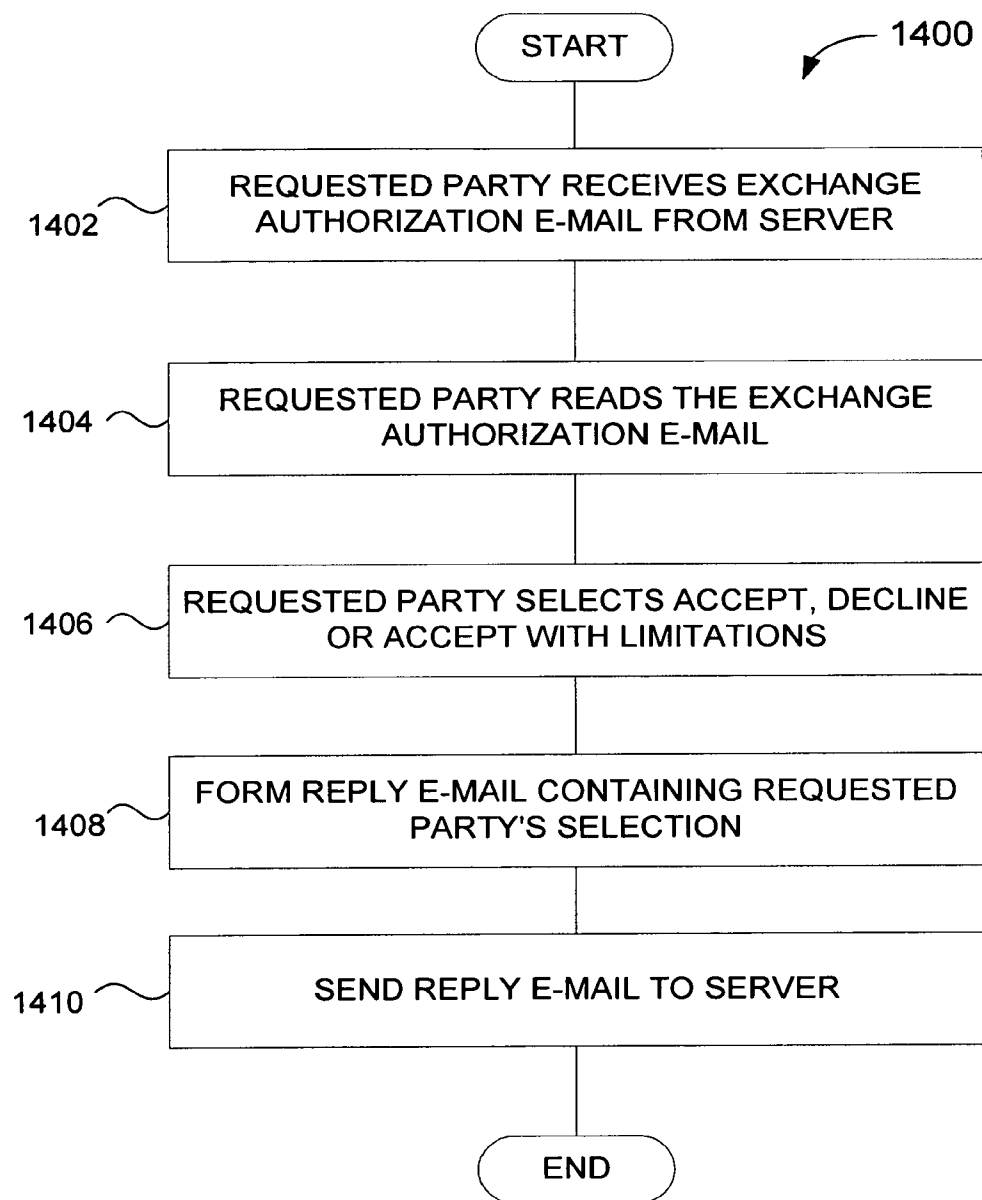 START
1400
REQUESTED PARTY RECEIVES EXCHANGE
AUTHORIZATION E-MAIL FROM SERVER
1402
REQUESTED PARTY READS THE EXCHANGE
AUTHORIZATION E-MAIL
1404
REQUESTED PARTY SELECTS ACCEPT, DECLINE
OR ACCEPT WITH LIMITATIONS
1406
FORM REPLY E-MAIL CONTAINING REQUESTED
PARTY'S SELECTION
1408
SEND REPLY E-MAIL TO SERVER
1410
END